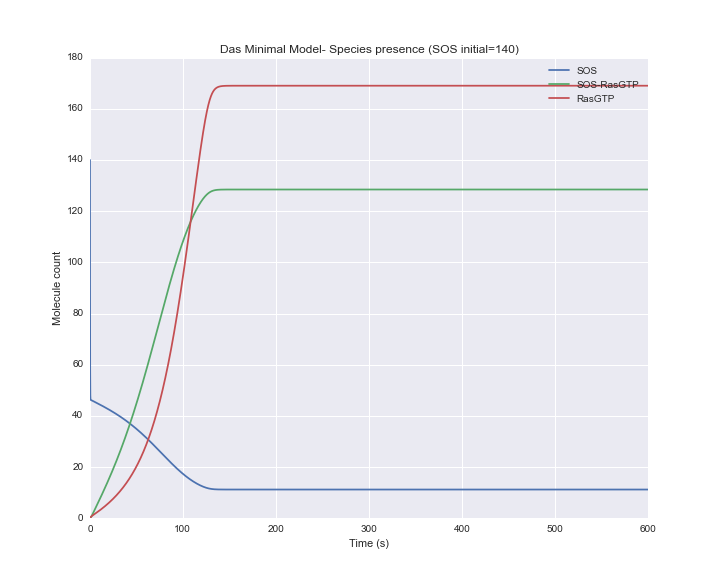 Das Minimal Model- Species presence (SOS initial=140)
180
160
140
120
100
80
60
40
20
0
Molecule count
SOS
SOS-RasGTP
RasGTP
0 100 200 300 400 500 600
Time (s)